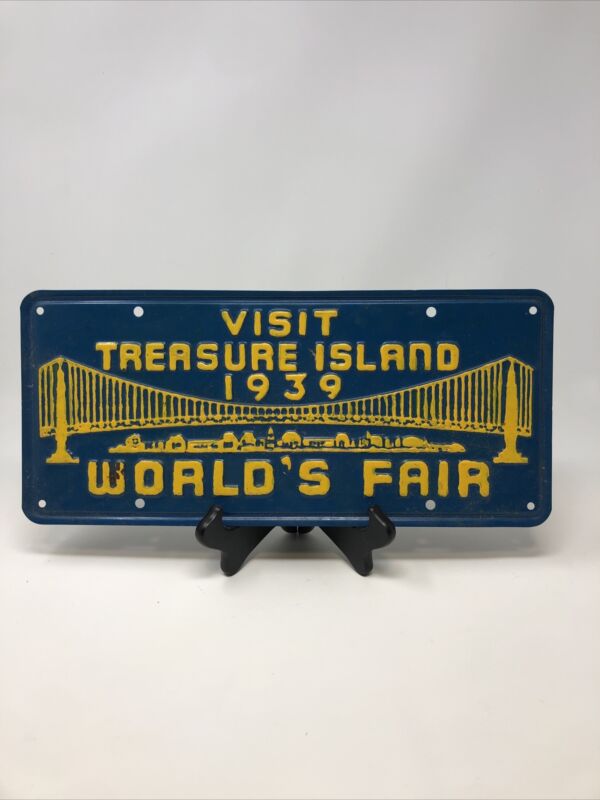 VISIT
TREASURE ISLAND
1939
WORLD'S FAIR